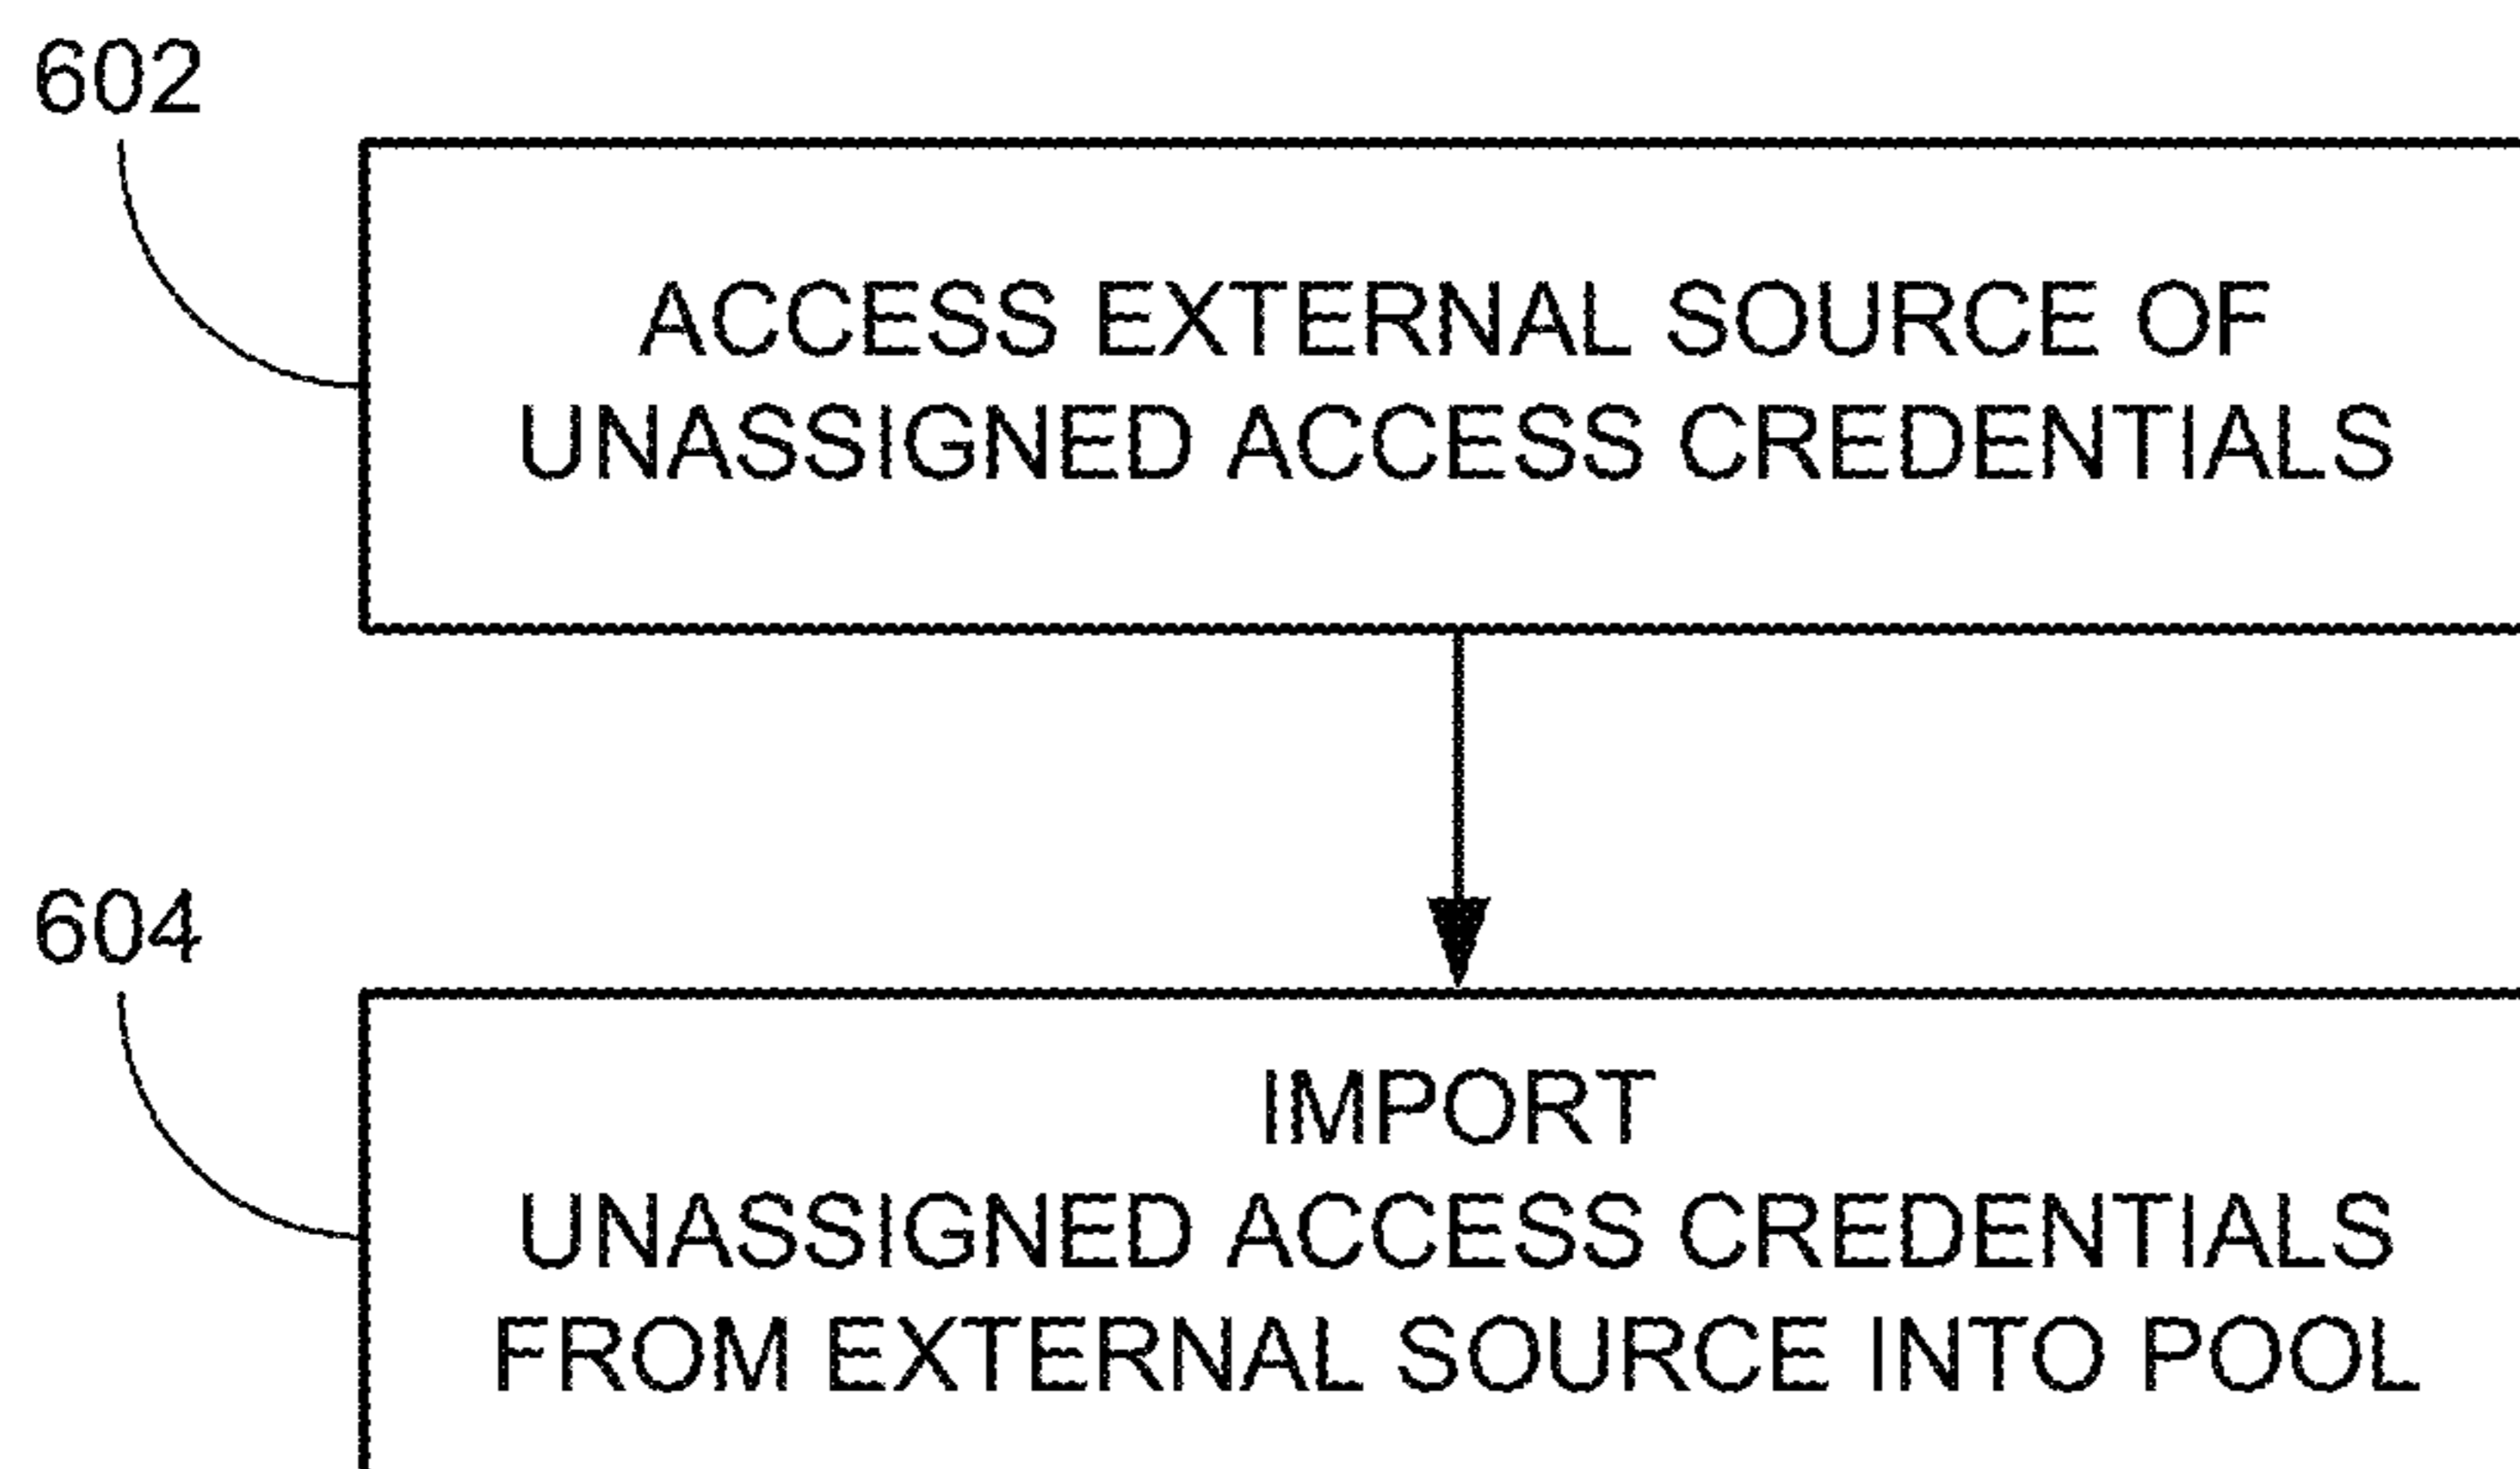 602
ACCESS EXTERNAL SOURCE OF
UNASSIGNED ACCESS CREDENTIALS
604
IMPORT
UNASSIGNED ACCESS CREDENTIALS
FROM EXTERNAL SOURCE INTO POOL